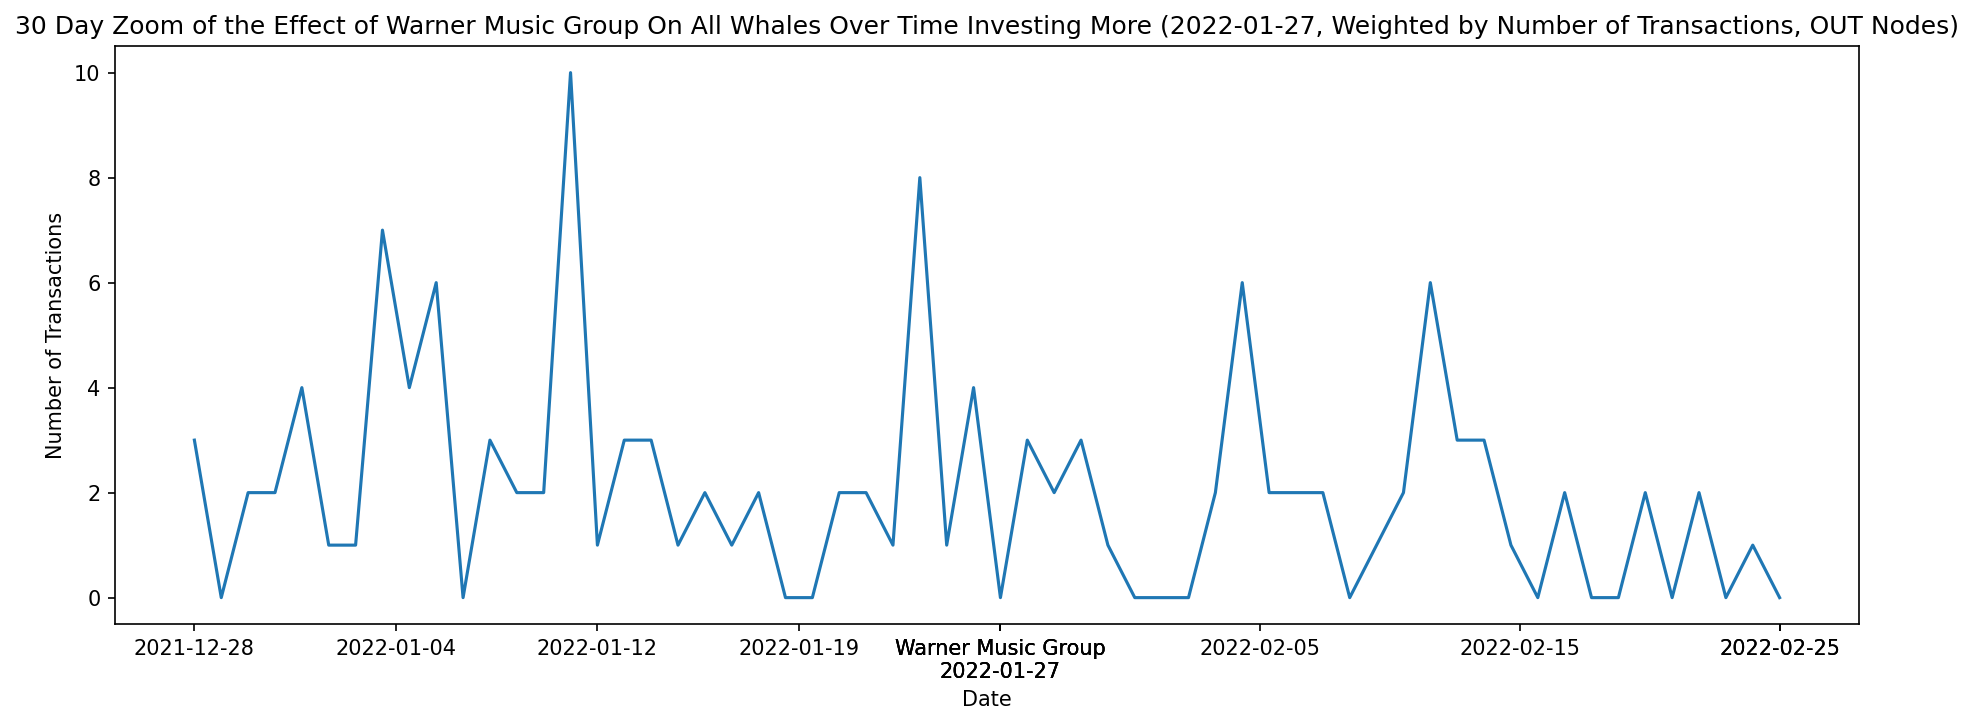 30 Day Zoom of the Effect of Warner Music Group On All Whales Over Time Investing More (2022-01-27, Weighted by Number of Transactions, OUT Nodes)
10
8
6
4
2
0
Number of Transactions
2021-12-28 2022-01-04 2022-01-12 2022-01-19 Warner Music Group 2022-02-05 2022-02-15 2022-02-25
2022-01-27
Date